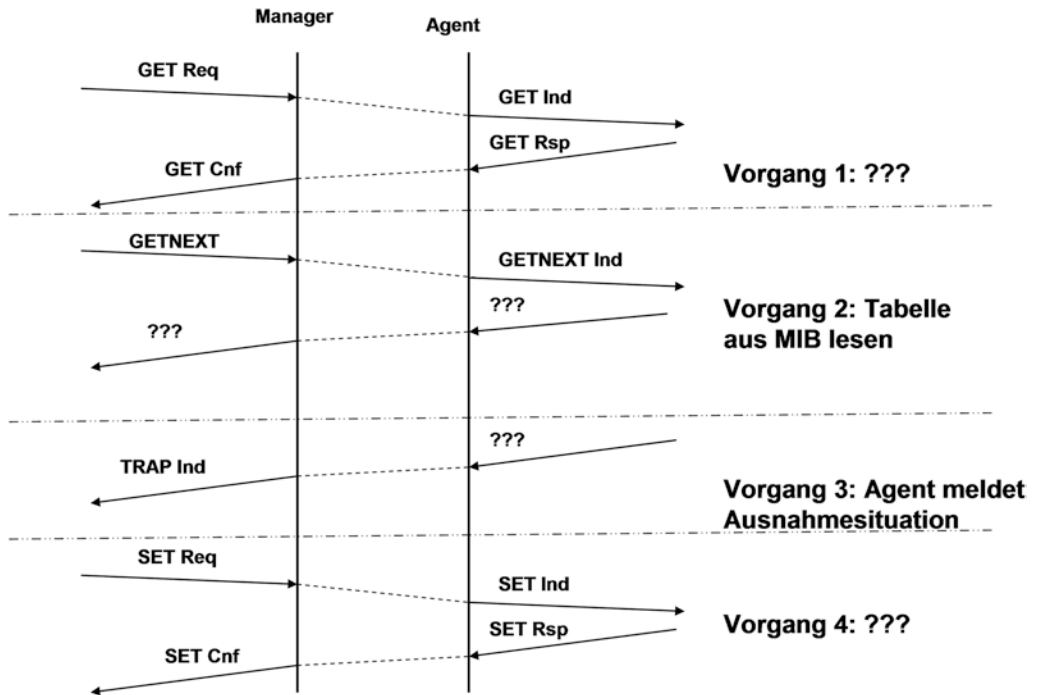 Manager
Agent
GET Req
GET Ind
GET Rsp
GET Cnf
Vorgang 1: ???
GETNEXT
GETNEXT Ind
???
???
Vorgang 2: Tabelle
aus MIB lesen
???
TRAP Ind
Vorgang 3: Agent meldet
Ausnahmesituation
SET Req
SET Ind
SET Rsp
SET Cnf
Vorgang 4: ???